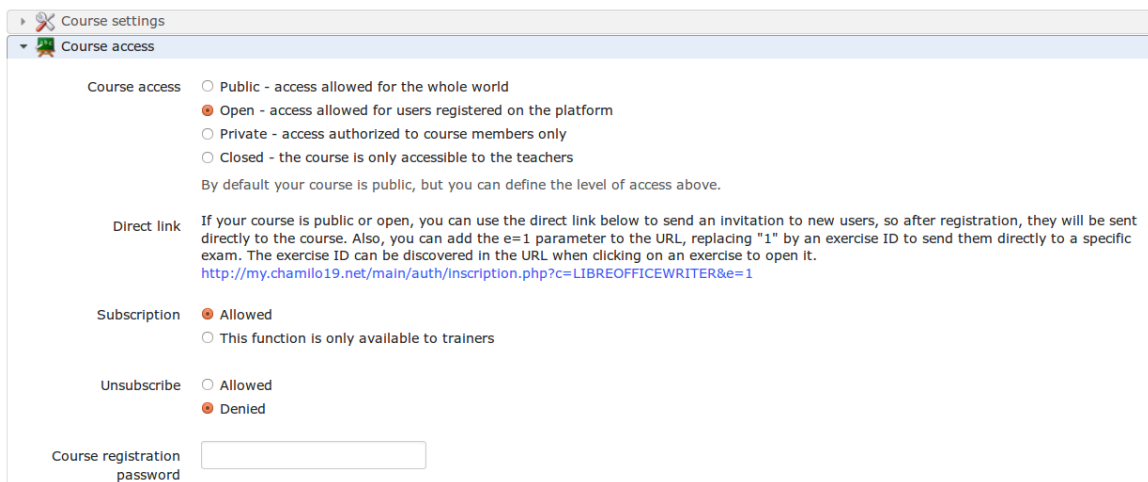 Course settings
Course access
Course access
Public - access allowed for the whole world
Open - access allowed for users registered on the platform
Private - access authorized to course members only
Closed - the course is only accessible to the teachers
By default your course is public, but you can define the level of access above.
Direct link
If your course is public or open, you can use the direct link below to send an invitation to new users, so after registration, they will be sent
directly to the course. Also, you can add the e=1 parameter to the URL, replacing "1" by an exercise ID to send them directly to a specific
exam. The exercise ID can be discovered in the URL when clicking on an exercise to open it.
http://my.chamilo19.net/main/auth/inscription.php?c=LIBREOFFICEWRITER&e=1
Subscription
Allowed
This function is only available to trainers
Unsubscribe
Allowed
Denied
Course registration
password